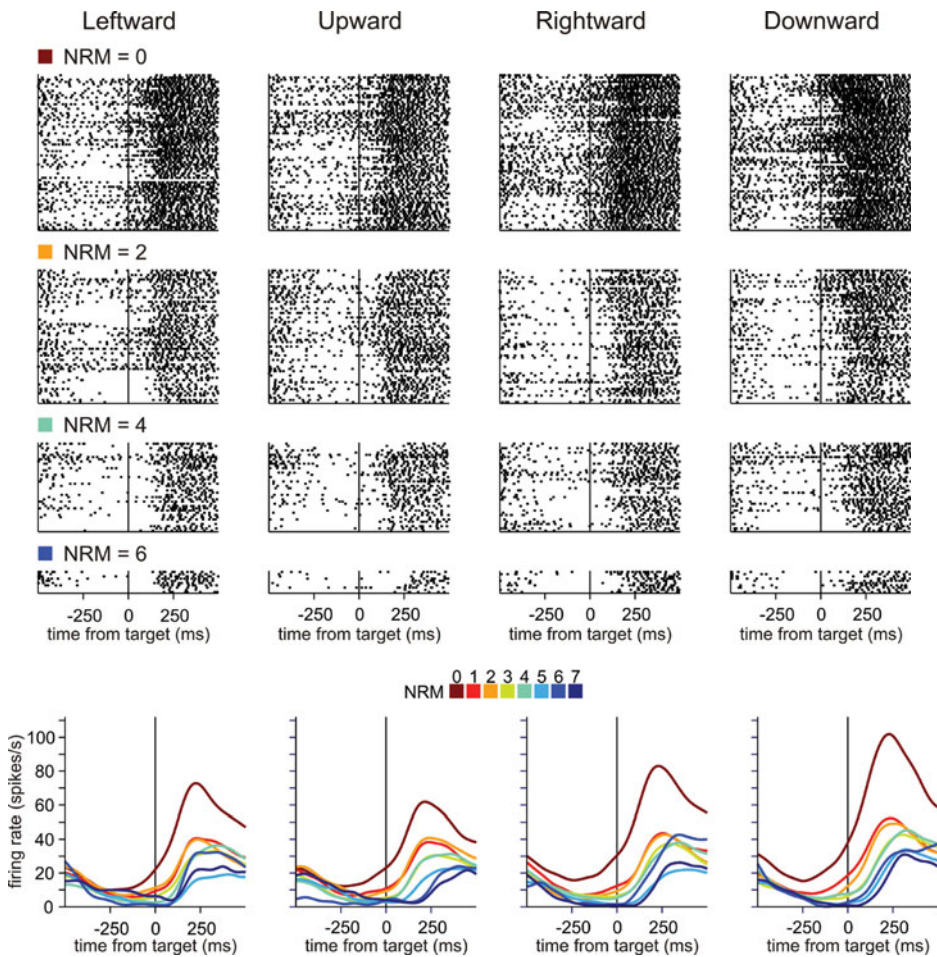 Leftward Upward Rightward Downward
NRM = 0
NRM = 2
NRM = 4
NRM = 6
-250 0 250 -250 0 250 -250 0 250 -250 0 250
time from target (ms) time from target (ms) time from target (ms) time from target (ms)
0 1 2 3 4 5 6 7
NRM
firing rate (spikes/s)
100
80
60
40
20
0
-250 0 250 -250 0 250 -250 0 250 -250 0 250
time from target (ms) time from target (ms) time from target (ms) time from target (ms)